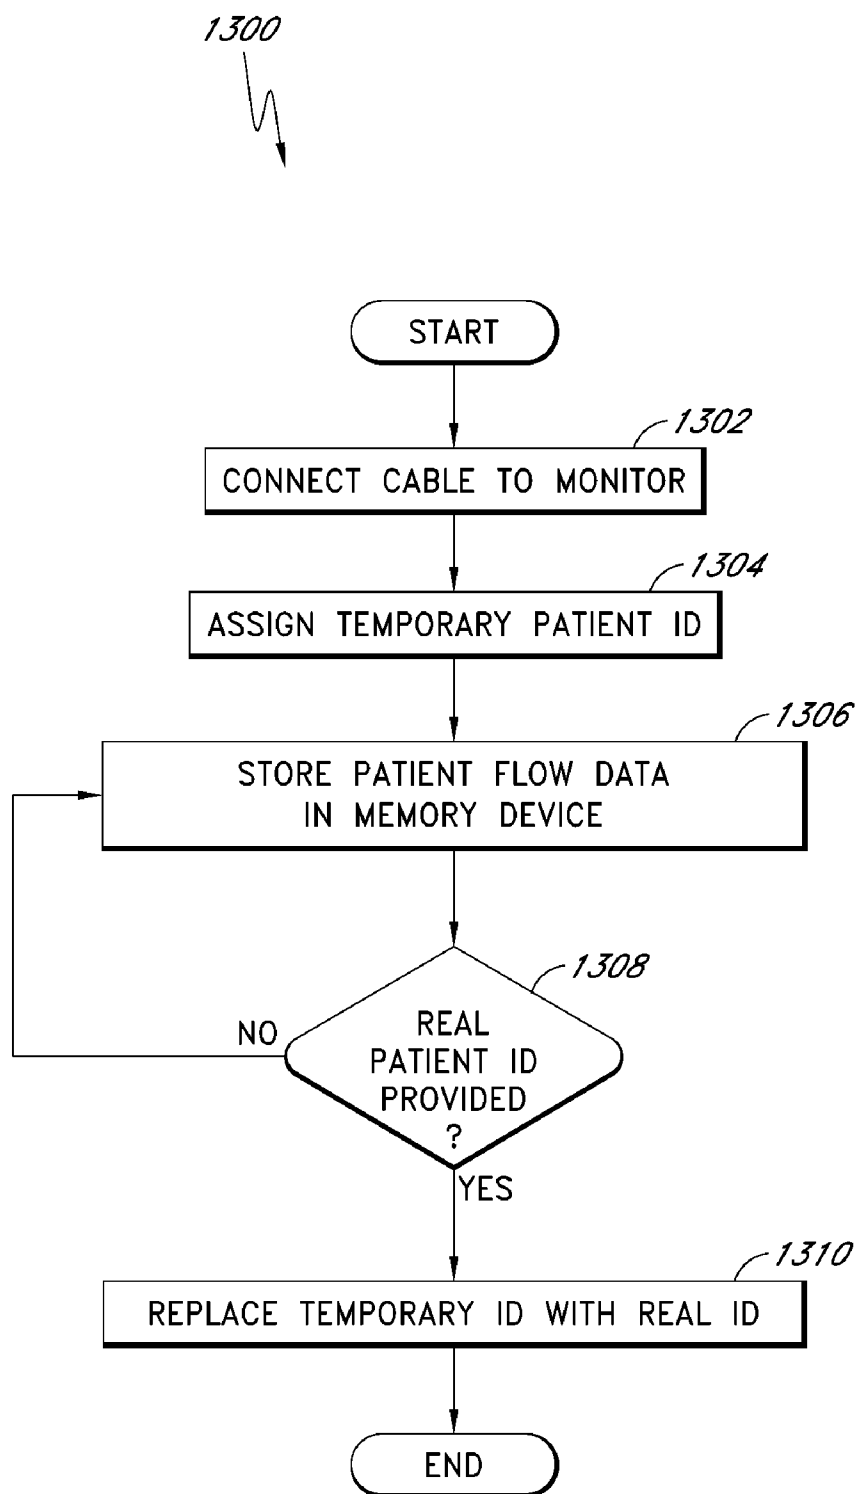 1300
START
1302
CONNECT CABLE TO MONITOR
1304
ASSIGN TEMPORARY PATIENT ID
1306
STORE PATIENT FLOW DATA
IN MEMORY DEVICE
1308
NO
REAL
PATIENT ID
PROVIDED
?
YES
1310
REPLACE TEMPORARY ID WITH REAL ID
END